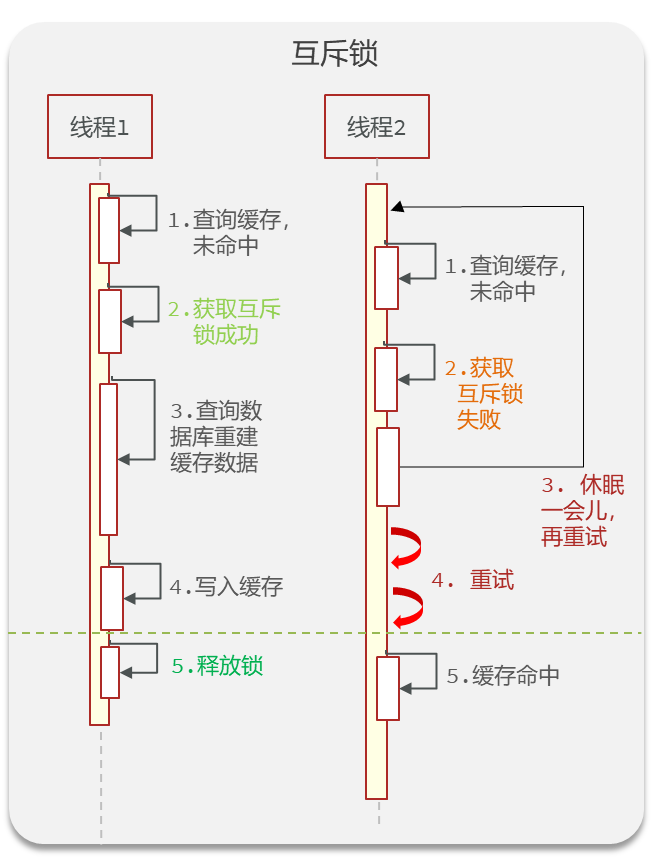 互斥锁
线程1
线程2
1.查询缓存,
未命中
2.获取互斥
锁成功
3.查询数
据库重建
缓存数据
4.写入缓存
5.释放锁
1.查询缓存,
未命中
2.获取
互斥锁
失败
3. 休眠
一会儿,
再重试
4. 重试
5.缓存命中